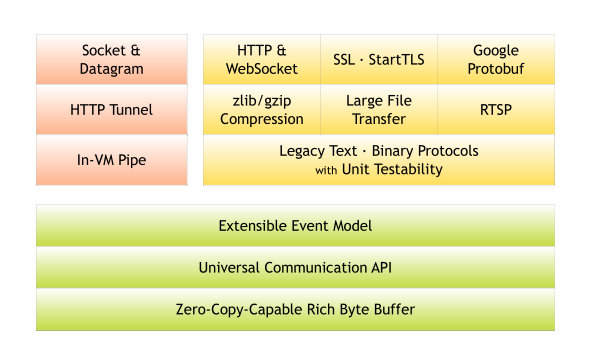 Socket &
Datagram
HTTP Tunnel
In-VM Pipe
HTTP &
WebSocket
SSL · StartTLS
Google
Protobuf
zlib/gzip
Compression
Large File
Transfer
RTSP
Legacy Text · Binary Protocols
with Unit Testability
Extensible Event Model
Universal Communication API
Zero-Copy-Capable Rich Byte Buffer